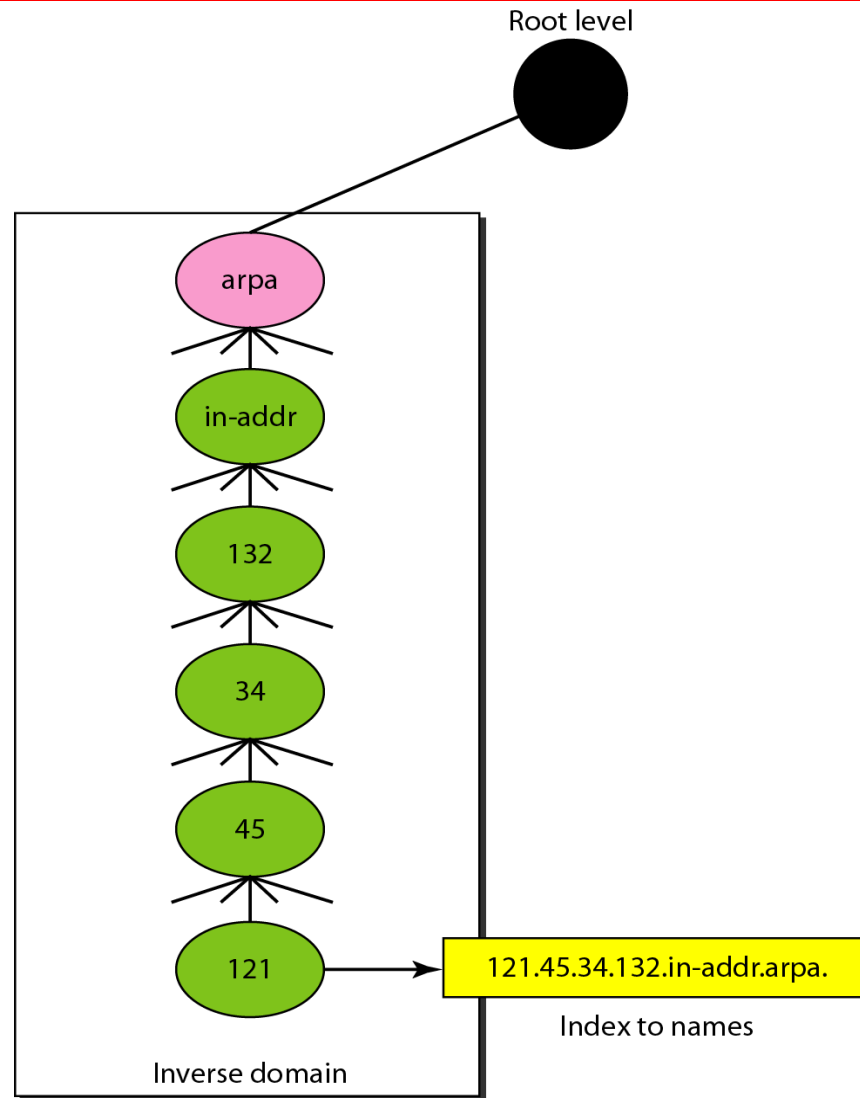 Root level
arpa
in-addr
132
34
45
121
121.45.34.132.in-addr.arpa.
Index to names
Inverse domain